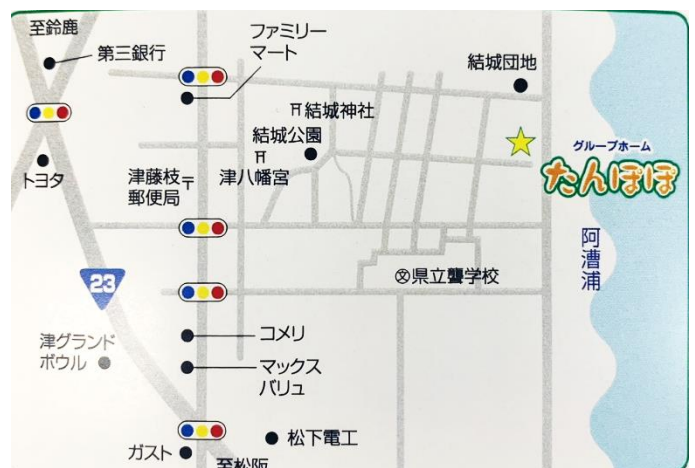 至鈴鹿
第三銀行
ファミリー
マート
結城団地
结城神社
結城公園
グループホーム
たんぽぽ
トヨタ
津藤枝
郵便局〒
津八幡宮
阿漕浦
23
県立聾学校
津グランド
ボウル
コメリ
マックス
バリュ
ガスト
松下電工
至松阪